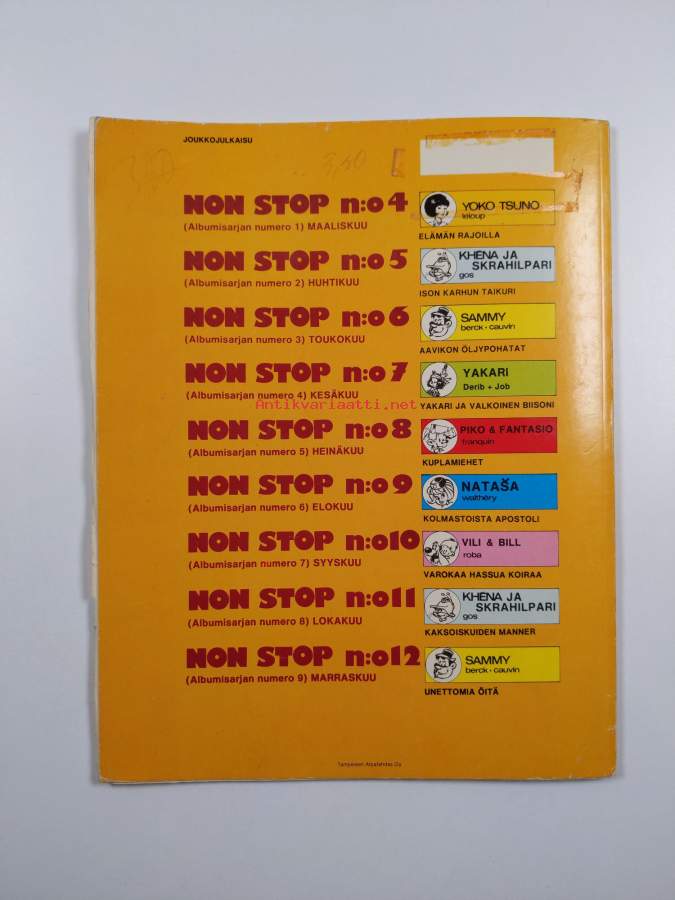 JOUKKOJULKAISU
3,50
NON STOP n:o 4
(Albumisarjan numero 1) MAALISKUU
YOKO TSUNO
leloup
ELÄMÄN RAJOILLA
NON STOP n:o 5
(Albumisarjan numero 2) HUHTIKUU
KHENA JA
SKRAHILPARI
gos
ISON KARHUN TAIKURI
NON STOP n:o 6
(Albumisarjan numero 3) TOUKOKUU
SAMMY
berck • cauvin
AAVIKON ÖLJYPOHATAT
NON STOP n:o 7
(Albumisarjan numero 4) KESÄKUU
YAKARI
Derib + Job
YAKARI JA VALKOINEN BIISONI
Antikvariaatti.net
NON STOP n:o 8
(Albumisarjan numero 5) HEINÄKUU
PIKO & FANTASIO
franquin
KUPLAMIEHET
NON STOP n:o 9
(Albumisarjan numero 6) ELOKUU
NATAŠA
walthéry
KOLMASTOISTA APOSTOLI
NON STOP n:o 10
(Albumisarjan numero 7) SYYSKUU
VILI & BILL
roba
VAROKAA HASSUA KOIRAA
NON STOP n:o 11
(Albumisarjan numero 8) LOKAKUU
KHENA JA
SKRAHILPARI
gos
KAKSOISKUIDEN MANNER
NON STOP n:o 12
(Albumisarjan numero 9) MARRASKUU
SAMMY
berck • cauvin
UNETTOMIA ÖITÄ
Tampereen Arpatehdas Oy